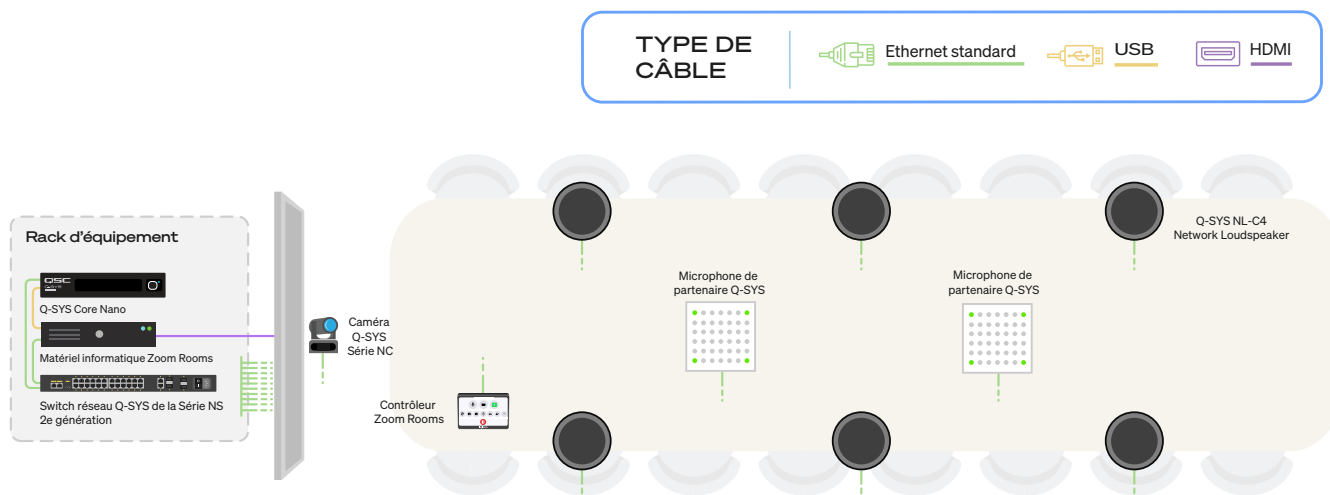 TYPE DE
CÂBLE
Ethernet standard
USB
HDMI
Rack d'équipement
QSC
Q-SYS Core Nano
Matériel informatique Zoom Rooms
Switch réseau Q-SYS de la Série NS
2e génération
Caméra
Q-SYS
Série NC
Contrôleur
Zoom Rooms
Microphone de
partenaire Q-SYS
Microphone de
partenaire Q-SYS
Q-SYS NL-C4
Network Loudspeaker